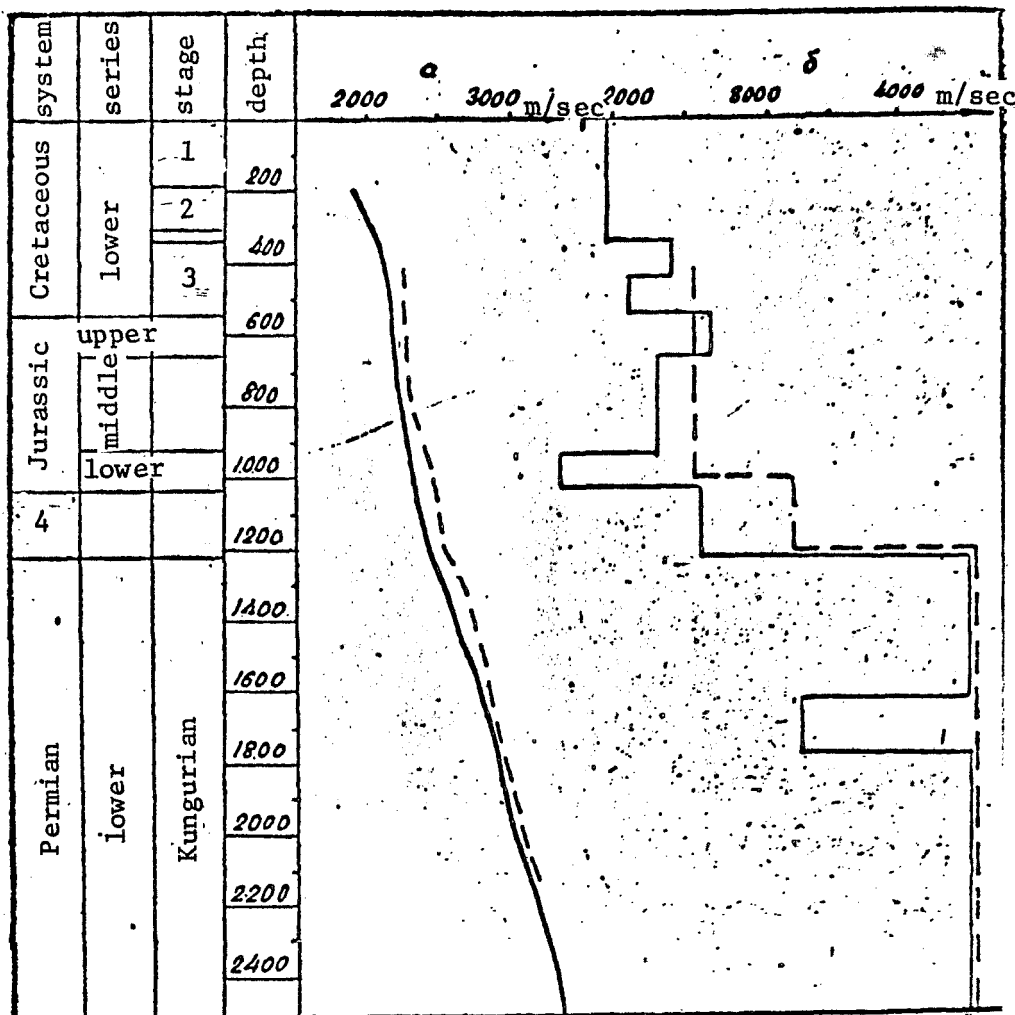 system series stage depth
а б
2000 3000 m/sec 2000 3000 4000 m/sec
Cretaceous lower 1
200
2
400
3
600
Jurassic upper
middle
800
lower
1000
4
1200
1400
Permian lower Kungurian
1600
1800
2000
2200
2400